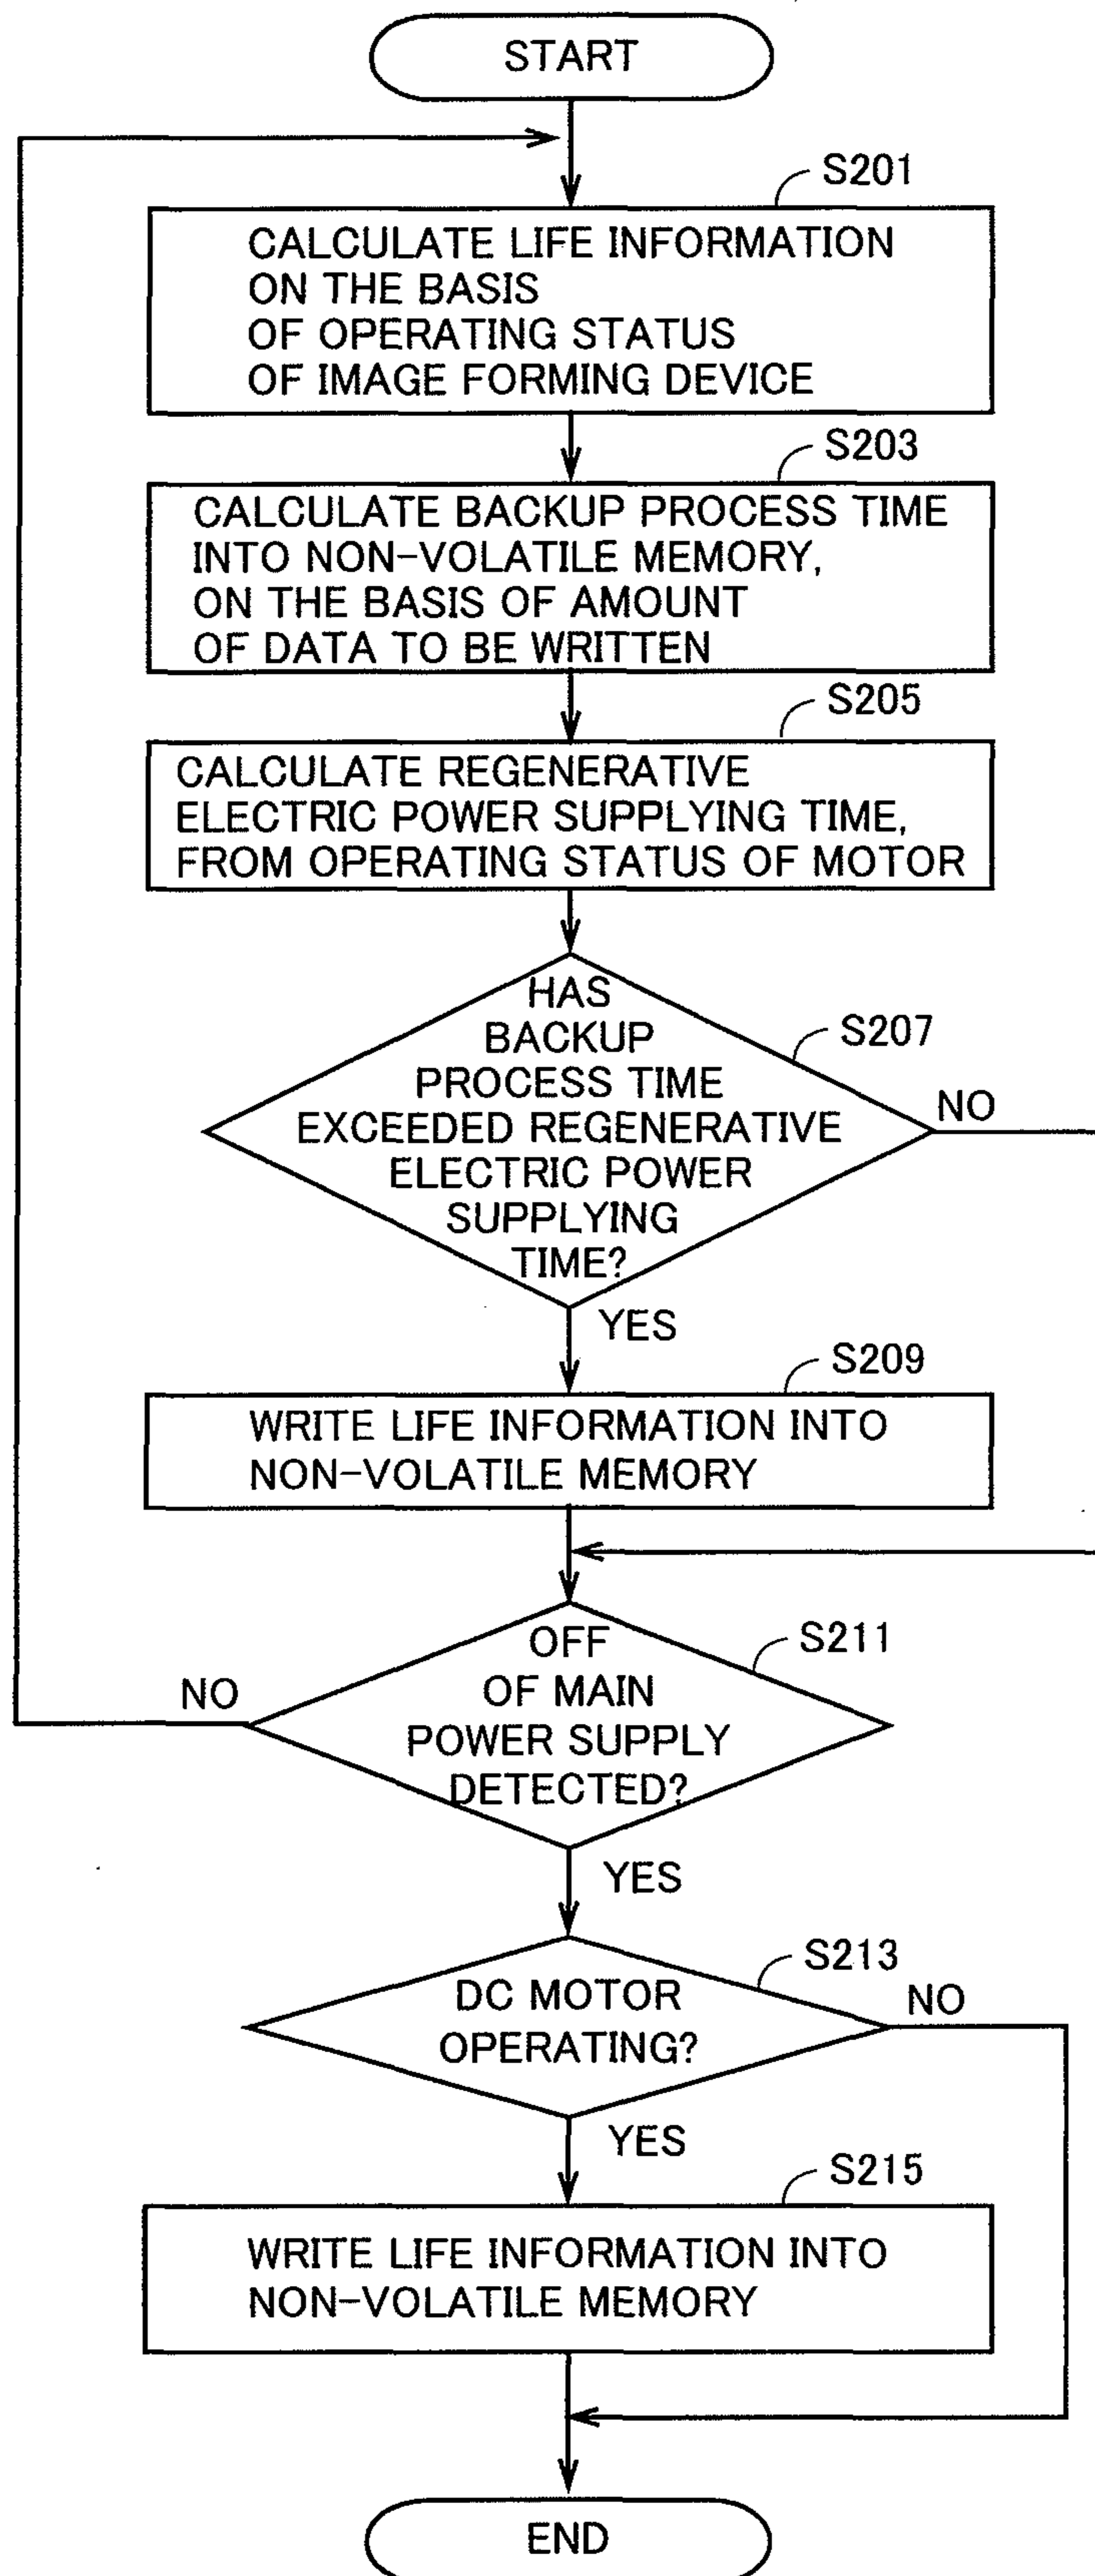 START
S201
CALCULATE LIFE INFORMATION
ON THE BASIS
OF OPERATING STATUS
OF IMAGE FORMING DEVICE
S203
CALCULATE BACKUP PROCESS TIME
INTO NON-VOLATILE MEMORY,
ON THE BASIS OF AMOUNT
OF DATA TO BE WRITTEN
S205
CALCULATE REGENERATIVE
ELECTRIC POWER SUPPLYING TIME,
FROM OPERATING STATUS OF MOTOR
HAS
BACKUP
PROCESS TIME
EXCEEDED REGENERATIVE
ELECTRIC POWER
SUPPLYING
TIME?
S207
NO
YES
S209
WRITE LIFE INFORMATION INTO
NON-VOLATILE MEMORY
OFF
OF MAIN
POWER SUPPLY
DETECTED?
S211
NO
YES
S213
DC MOTOR
OPERATING?
NO
YES
S215
WRITE LIFE INFORMATION INTO
NON-VOLATILE MEMORY
END